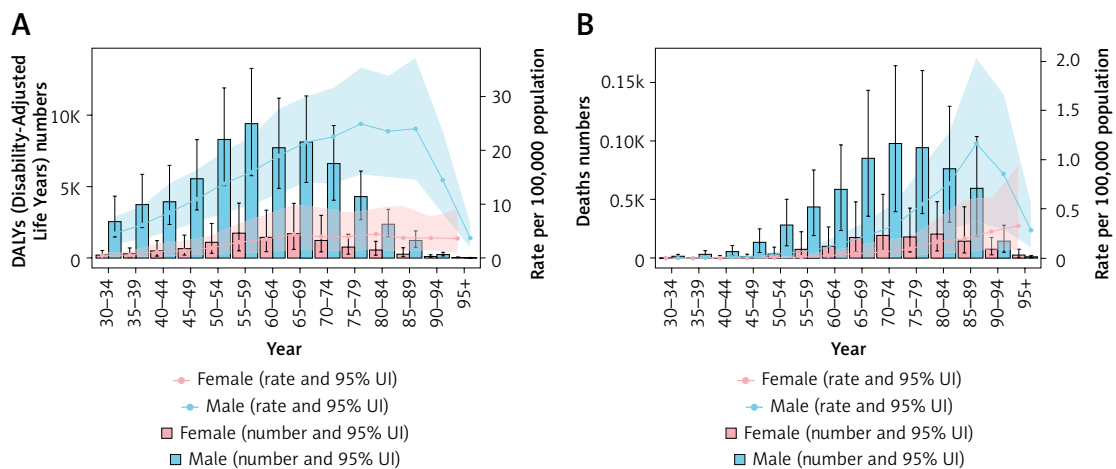 A
DALYs (Disability-Adjusted
Life Years) numbers
10K
5K
0
30
20
10
0
Rate per 100,000 population
30–34
35–39
40–44
45–49
50–54
55–59
60–64
65–69
70–74
75–79
80–84
85–89
90–94
95+
Year
Female (rate and 95% UI)
Male (rate and 95% UI)
Female (number and 95% UI)
Male (number and 95% UI)
B
Deaths numbers
0.15k
0.10K
0.5K
0
2.0
1.5
1.0
0.5
0
Rate per 100,000 population
30–34
35–39
40–44
45–49
50–54
55–59
60–64
65–69
70–74
75–79
80–84
85–89
90–94
95+
Year
Female (rate and 95% UI)
Male (rate and 95% UI)
Female (number and 95% UI)
Male (number and 95% UI)